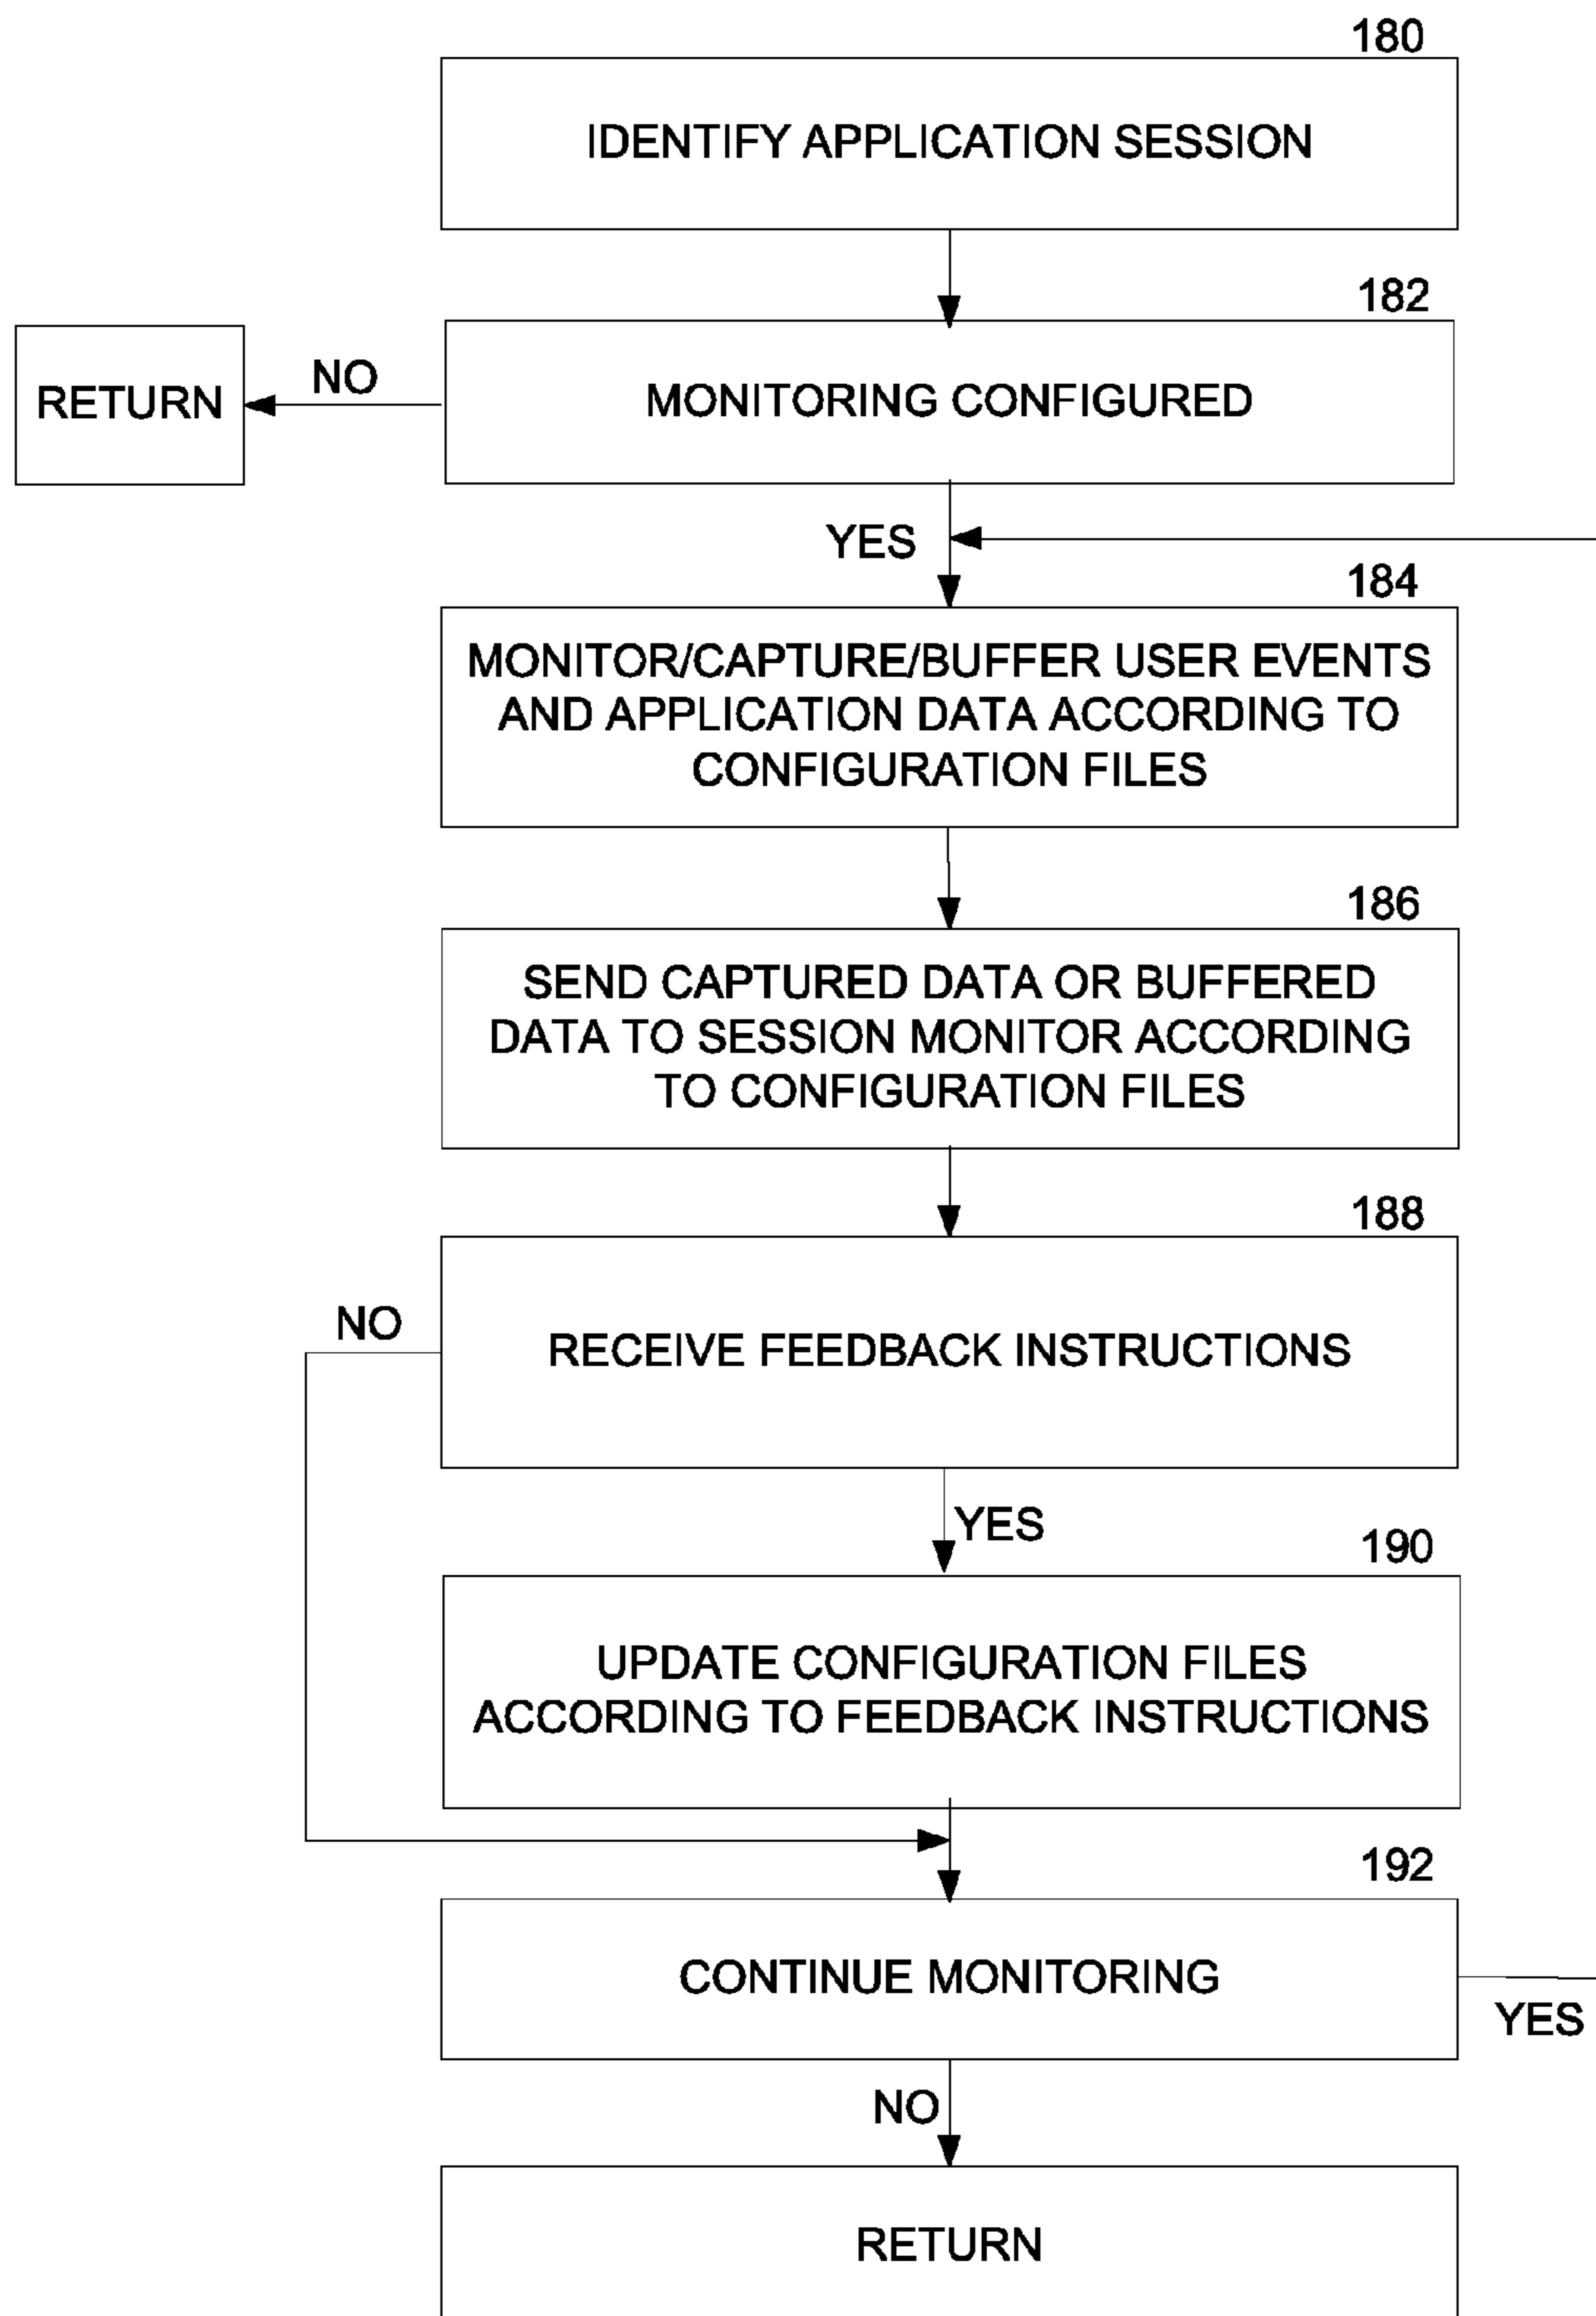 180
IDENTIFY APPLICATION SESSION
182
RETURN
NO
MONITORING CONFIGURED
YES
184
MONITOR/CAPTURE/BUFFER USER EVENTS
AND APPLICATION DATA ACCORDING TO
CONFIGURATION FILES
186
SEND CAPTURED DATA OR BUFFERED
DATA TO SESSION MONITOR ACCORDING
TO CONFIGURATION FILES
188
NO
RECEIVE FEEDBACK INSTRUCTIONS
YES
190
UPDATE CONFIGURATION FILES
ACCORDING TO FEEDBACK INSTRUCTIONS
192
CONTINUE MONITORING
YES
NO
RETURN